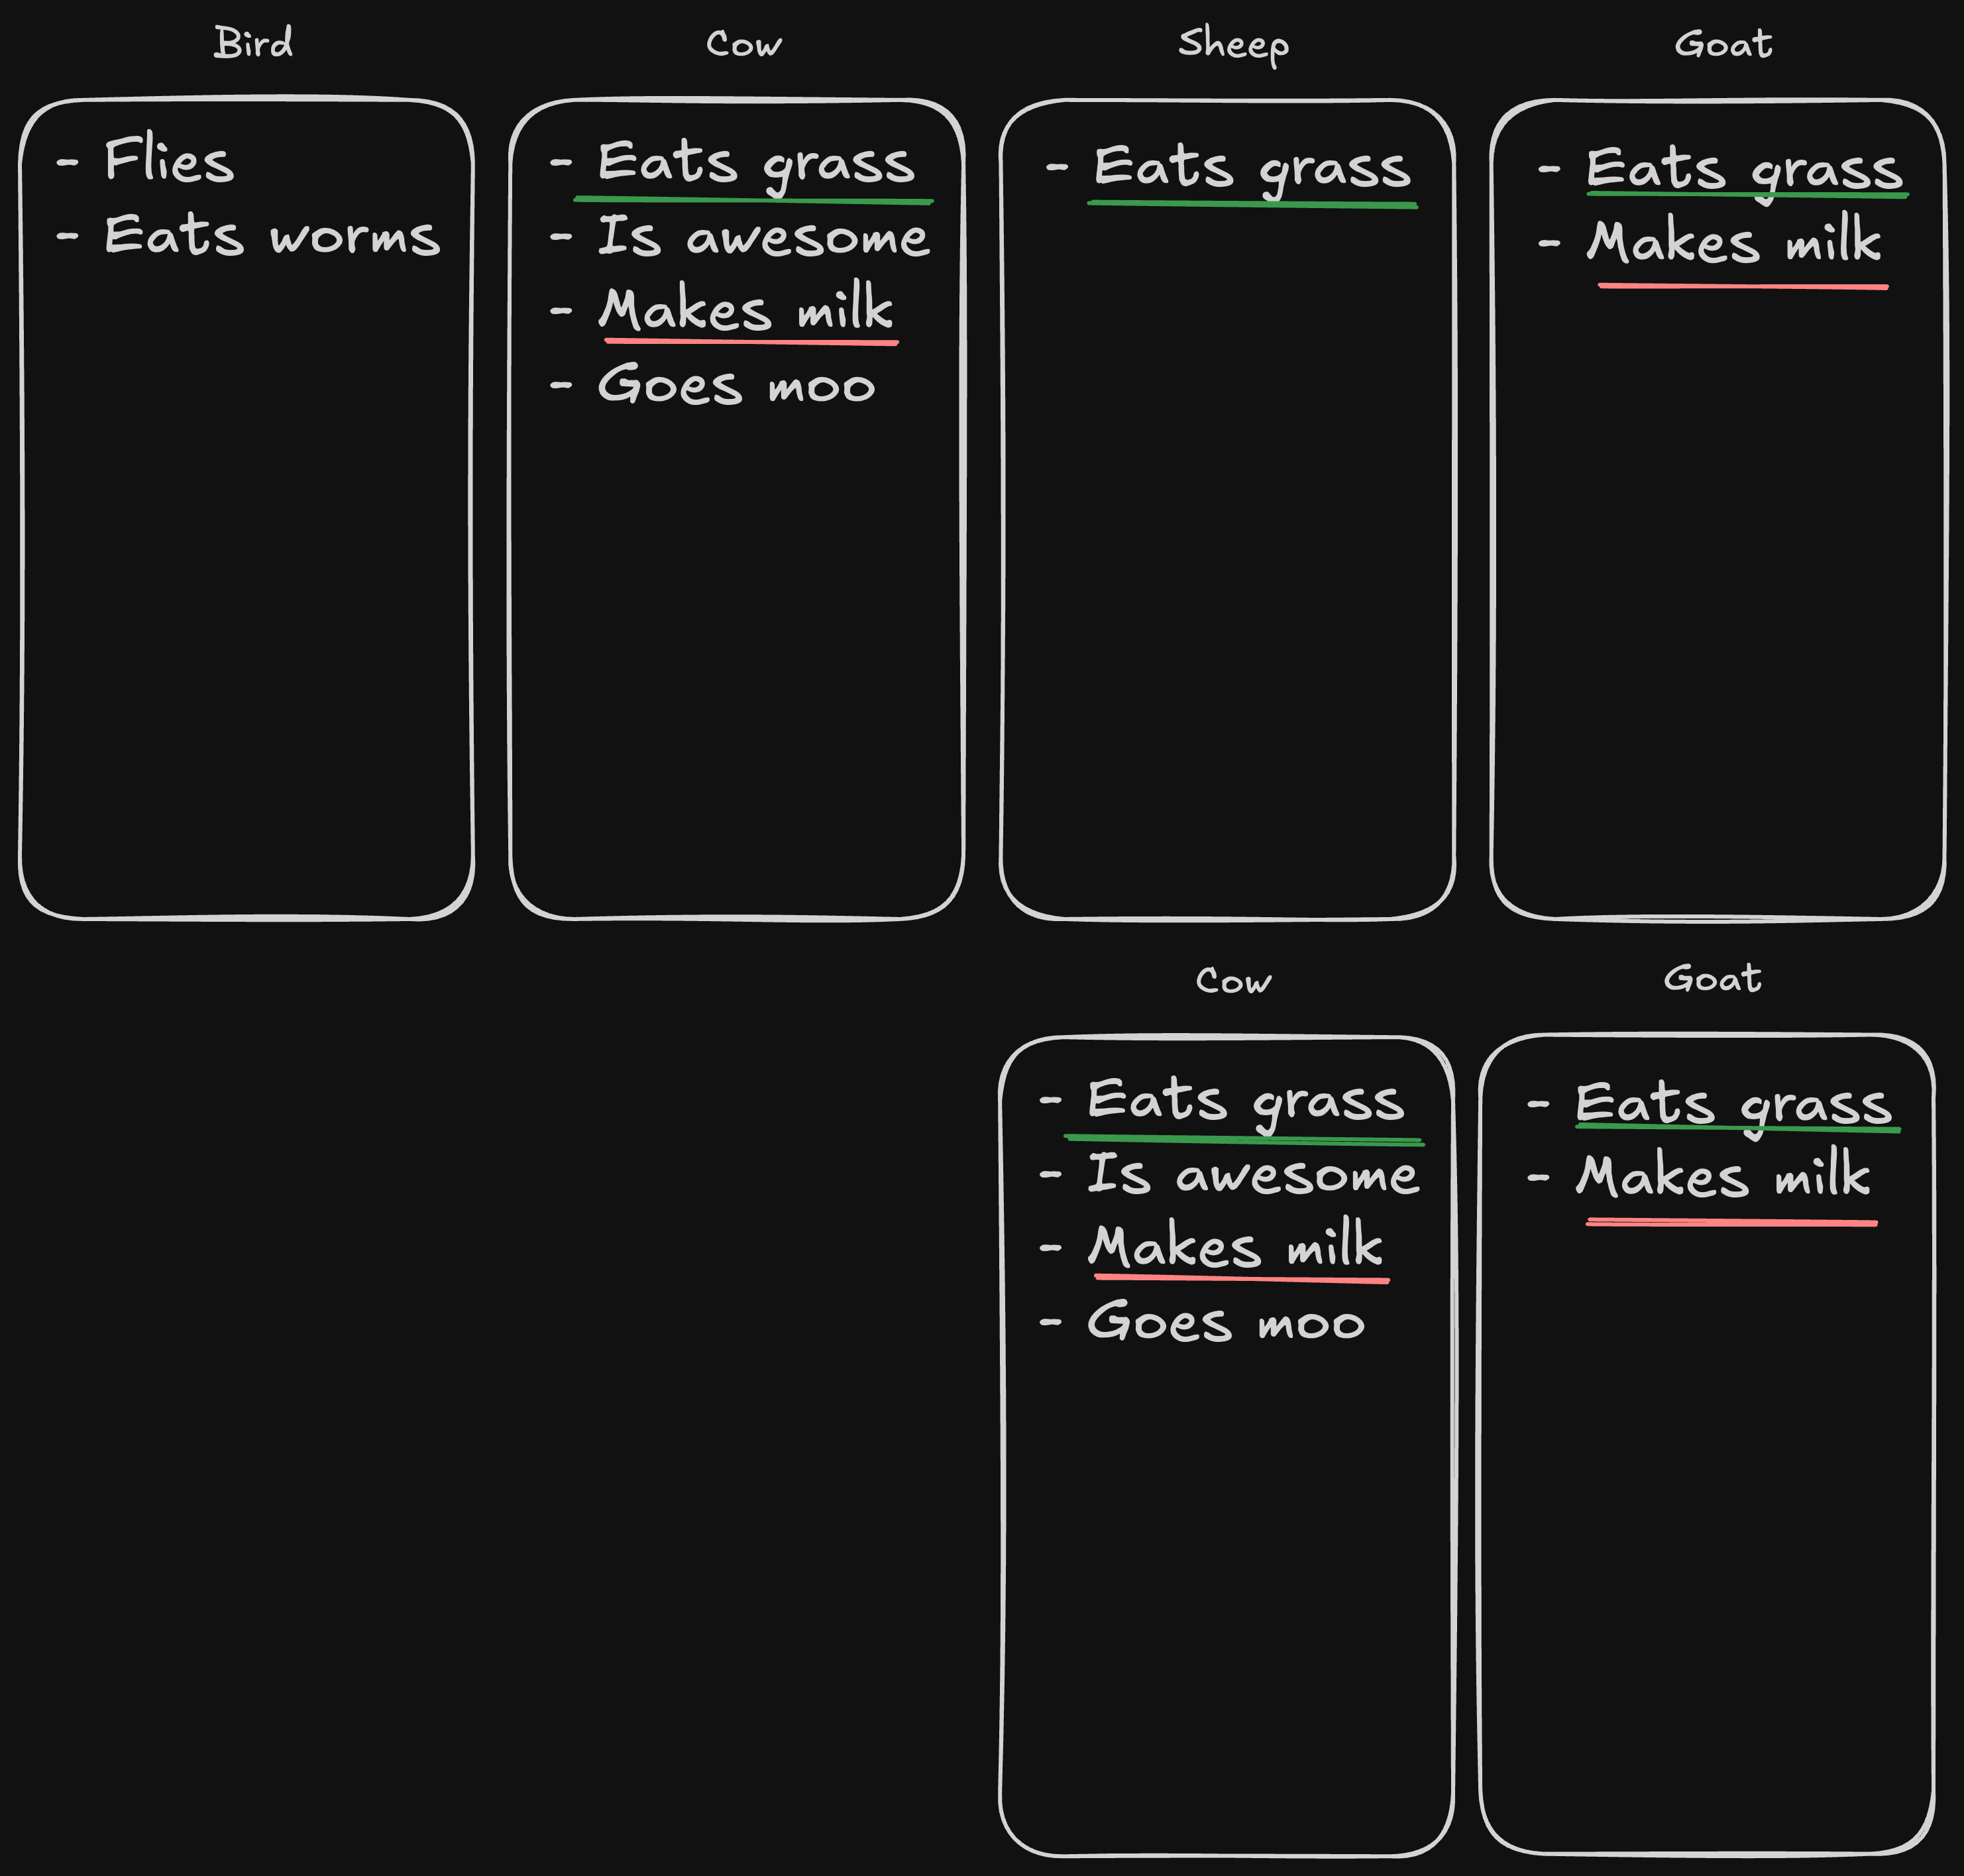 Bird
- Flies
- Eats worms
Cow
- Eats grass
- Is awesome
- Makes milk
- Goes moo
Sheep
- Eats grass
Goat
- Eats grass
- Makes milk
Cow
- Eats grass
- Is awesome
- Makes milk
- Goes moo
Goat
- Eats grass
- Makes milk